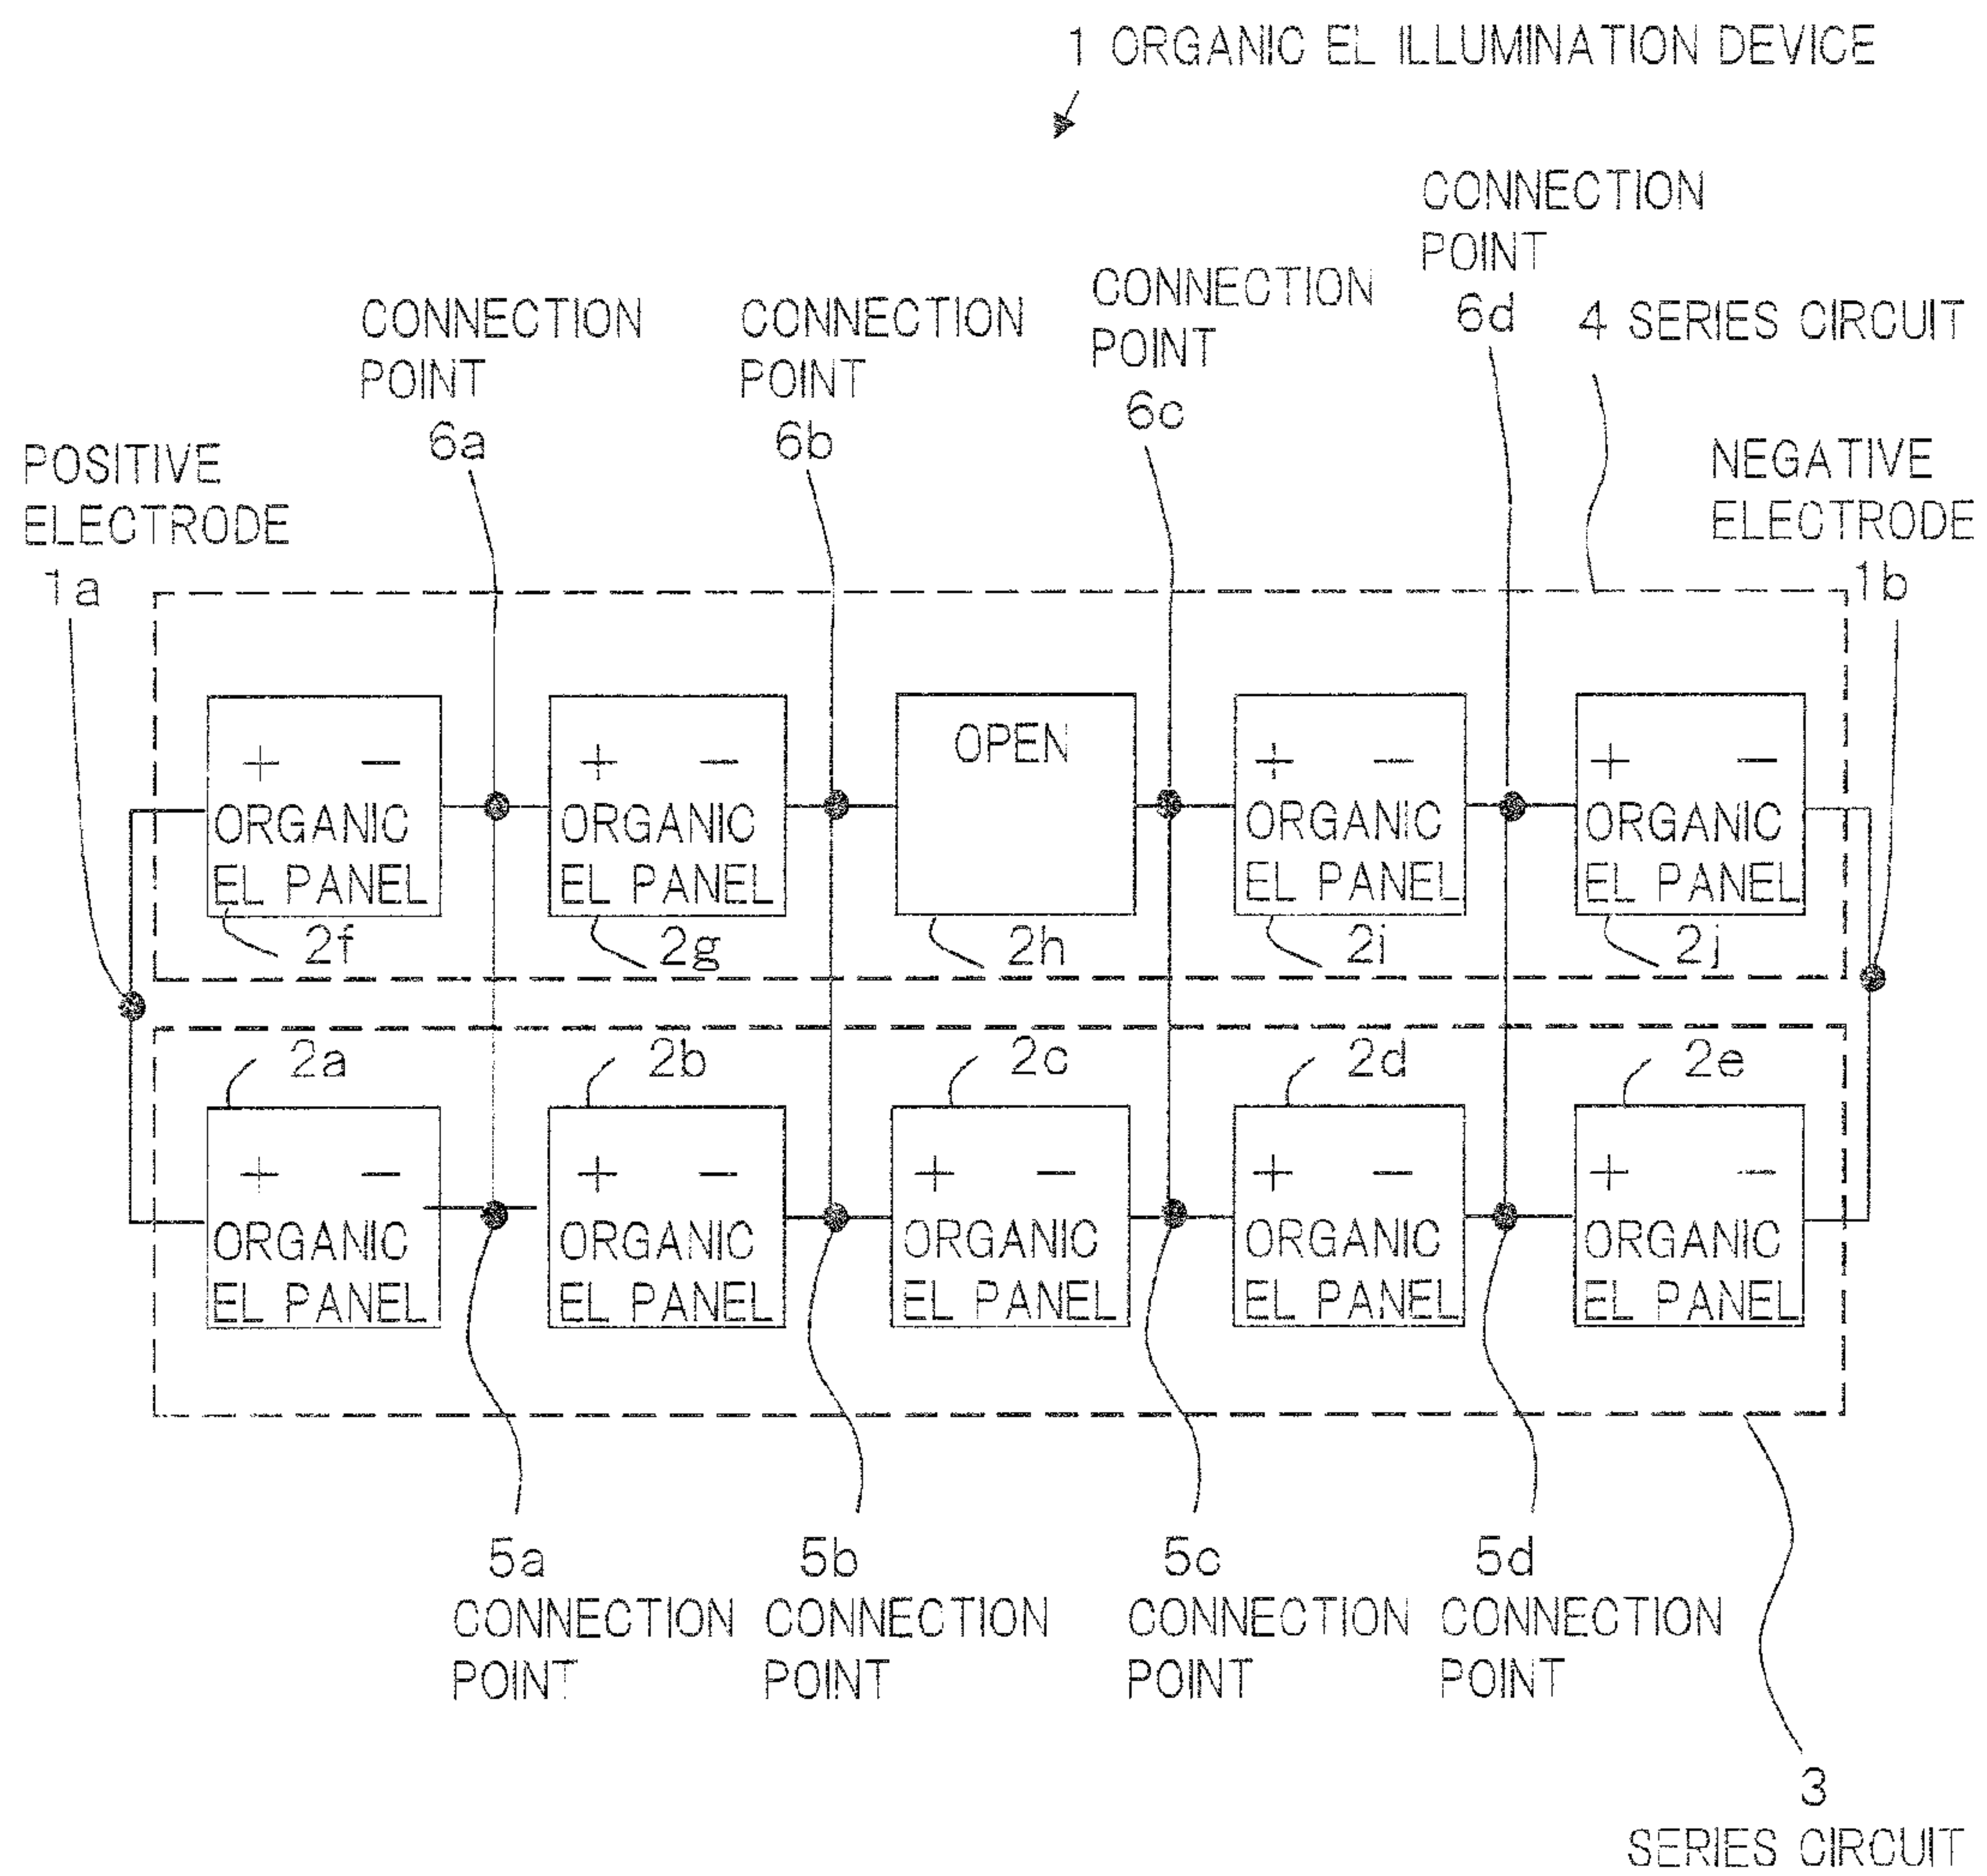 1 ORGANIC EL ILLUMINATION DEVICE
CONNECTION
POINT
6d
CONNECTION
POINT
6c
CONNECTION
POINT
6a
CONNECTION
POINT
6b
4 SERIES CIRCUIT
POSITIVE
ELECTRODE
1a
NEGATIVE
ELECTRODE
1b
+ −
ORGANIC
EL PANEL
2f
+ −
ORGANIC
EL PANEL
2g
OPEN
2h
+ −
ORGANIC
EL PANEL
2i
+ −
ORGANIC
EL PANEL
2j
2a
+ −
ORGANIC
EL PANEL
2b
+ −
ORGANIC
EL PANEL
2c
+ −
ORGANIC
EL PANEL
2d
+ −
ORGANIC
EL PANEL
2e
+ −
ORGANIC
EL PANEL
5a
CONNECTION
POINT
5b
CONNECTION
POINT
5c
CONNECTION
POINT
5d
CONNECTION
POINT
3
SERIES CIRCUIT